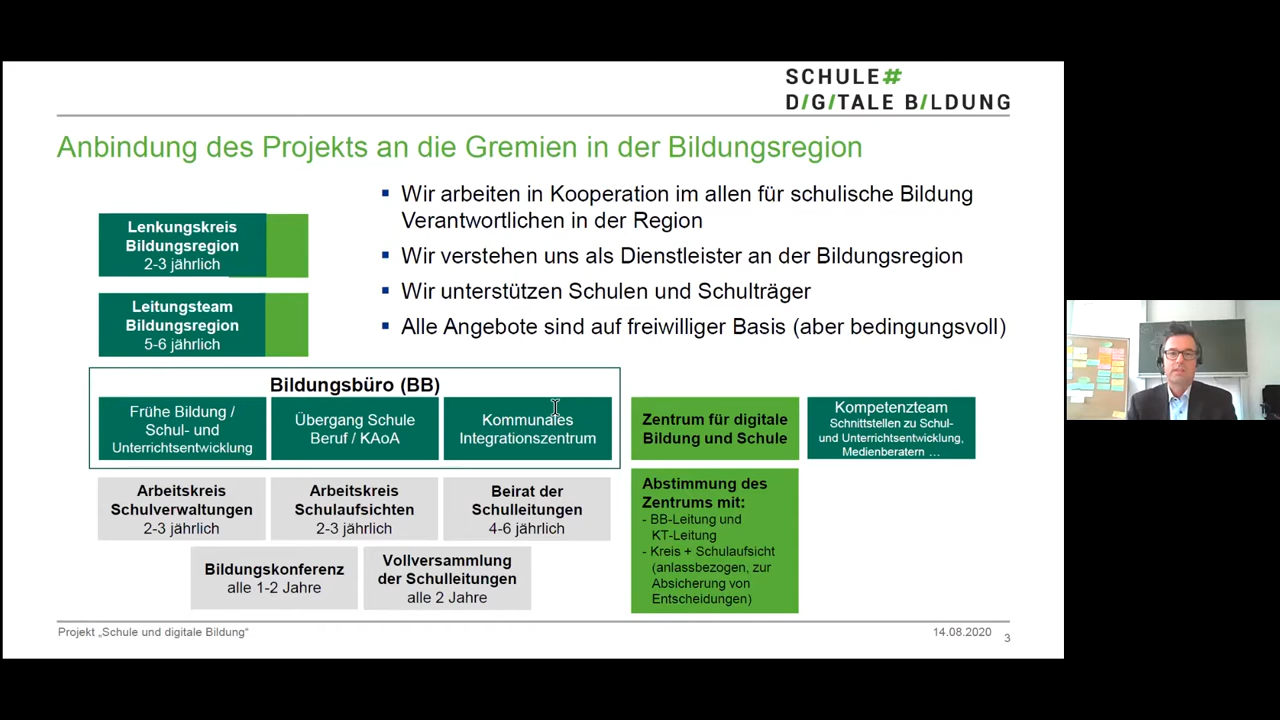 SCHULE#
DIGITALE BILDUNG
Anbindung des Projekts an die Gremien in der Bildungsregion
Wir arbeiten in Kooperation im allen für schulische Bildung
Verantwortlichen in der Region
Wir verstehen uns als Dienstleister an der Bildungsregion
Wir unterstützen Schulen und Schulträger
Alle Angebote sind auf freiwilliger Basis (aber bedingungsvoll)
Lenkungskreis
Bildungsregion
2-3 jährlich
Leitungsteam
Bildungsregion
5-6 jährlich
Bildungsbüro (BB)
Frühe Bildung /
Schul- und
Unterrichtsentwicklung
Übergang Schule
Beruf / KAoA
Kommunales
Integrationszentrum
Zentrum für digitale
Bildung und Schule
Kompetenzteam
Schnittstellen zu Schul-
und Unterrichtsentwicklung,
Medienberatern ...
Arbeitskreis
Schulverwaltungen
2-3 jährlich
Arbeitskreis
Schulaufsichten
2-3 jährlich
Beirat der
Schulleitungen
4-6 jährlich
Abstimmung des
Zentrums mit:
- BB-Leitung und
KT-Leitung
- Kreis + Schulaufsicht
(anlassbezogen, zur
Absicherung von
Entscheidungen)
Bildungskonferenz
alle 1-2 Jahre
Vollversammlung
der Schulleitungen
alle 2 Jahre
Projekt „Schule und digitale Bildung“
14.08.2020
3